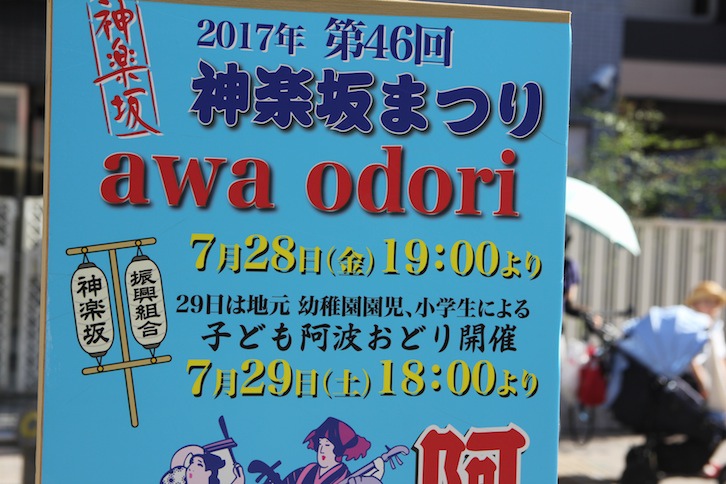 神楽坂
2017年 第46回
神楽坂まつり
awa odori
7月28日(金)19:00より
神楽坂
振興組合
29日は地元 幼稚園園児、小学生による
子ども阿波おどり開催
7月29日(土)18:00より
阿